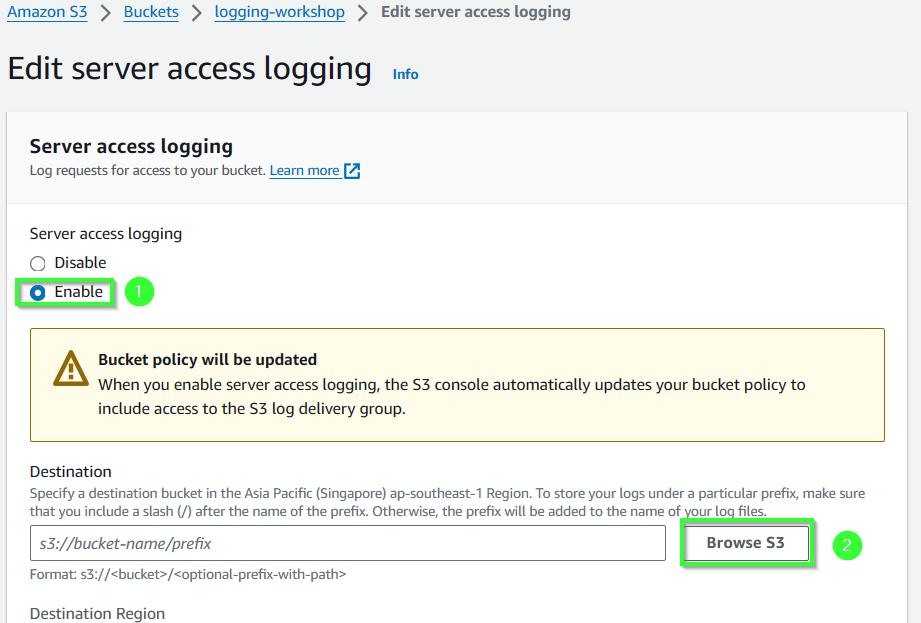 Amazon S3 > Buckets > logging-workshop > Edit server access logging
Edit server access logging Info
Server access logging
Log requests for access to your bucket. Learn more
Server access logging
Disable
Enable 1
Bucket policy will be updated
When you enable server access logging, the S3 console automatically updates your bucket policy to
include access to the S3 log delivery group.
Destination
Specify a destination bucket in the Asia Pacific (Singapore) ap-southeast-1 Region. To store your logs under a particular prefix, make sure
that you include a slash (/) after the name of the prefix. Otherwise, the prefix will be added to the name of your log files.
s3://bucket-name/prefix Browse S3 2
Format: s3://<bucket>/<optional-prefix-with-path>
Destination Region